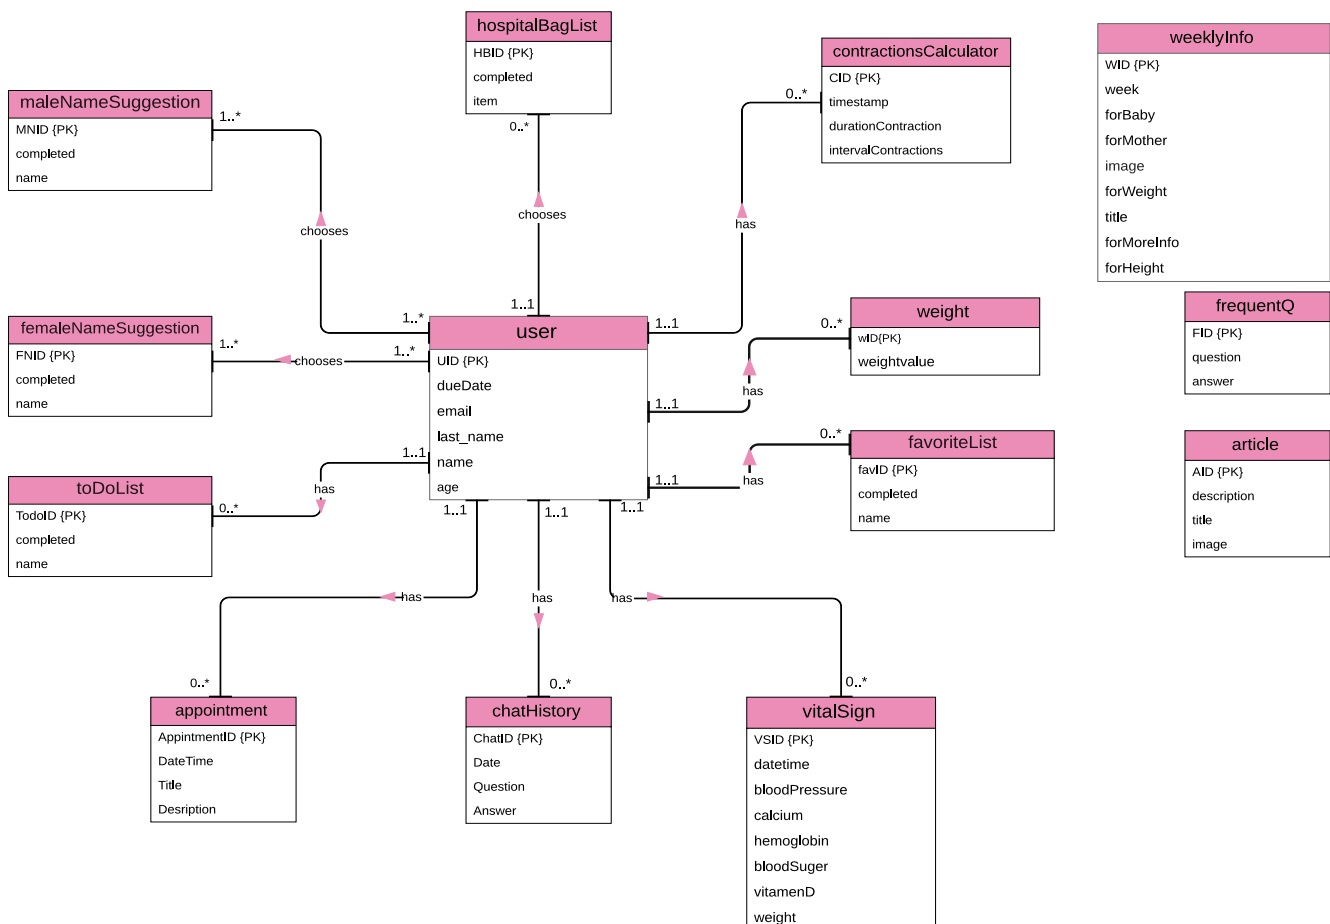 hospitalBagList
HBID {PK}
completed
item
0..*
chooses
1..1
contractionsCalculator
CID {PK}
timestamp
durationContraction
intervalContractions
0..*
has
1..1
weeklyInfo
WID {PK}
week
forBaby
forMother
image
forWeight
title
forMoreInfo
forHeight
maleNameSuggestion
MNID {PK}
completed
name
1..*
chooses
1..*
femaleNameSuggestion
FNID {PK}
completed
name
1..*
chooses
1..*
user
UID {PK}
dueDate
email
last_name
name
age
weight
wID{PK}
weightvalue
0..*
has
1..1
frequentQ
FID {PK}
question
answer
favoriteList
favID {PK}
completed
name
0..*
has
1..1
article
AID {PK}
description
title
image
toDoList
TodoID {PK}
completed
name
0..*
has
1..1
1..1
1..1
1..1
has
has
has
0..*
0..*
0..*
appointment
AppintmentID {PK}
DateTime
Title
Desription
chatHistory
ChatID {PK}
Date
Question
Answer
vitalSign
VSID {PK}
datetime
bloodPressure
calcium
hemoglobin
bloodSuger
vitamenD
weight